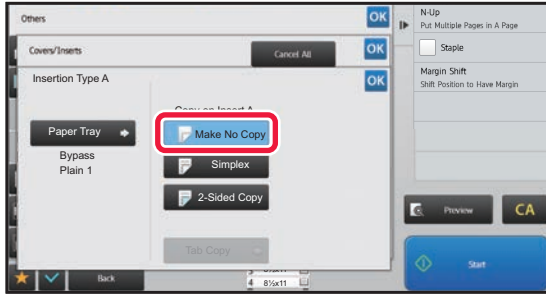 Others
OK
Covers/Inserts
Cancel All
OK
Insertion Type A
OK
Copy on Insert A
Paper Tray
Bypass
Plain 1
Make No Copy
Simplex
2-Sided Copy
Tab Copy
Back
4 8½x11
N-Up
Put Multiple Pages in A Page
Staple
Margin Shift
Shift Position to Have Margin
Preview
CA
Start